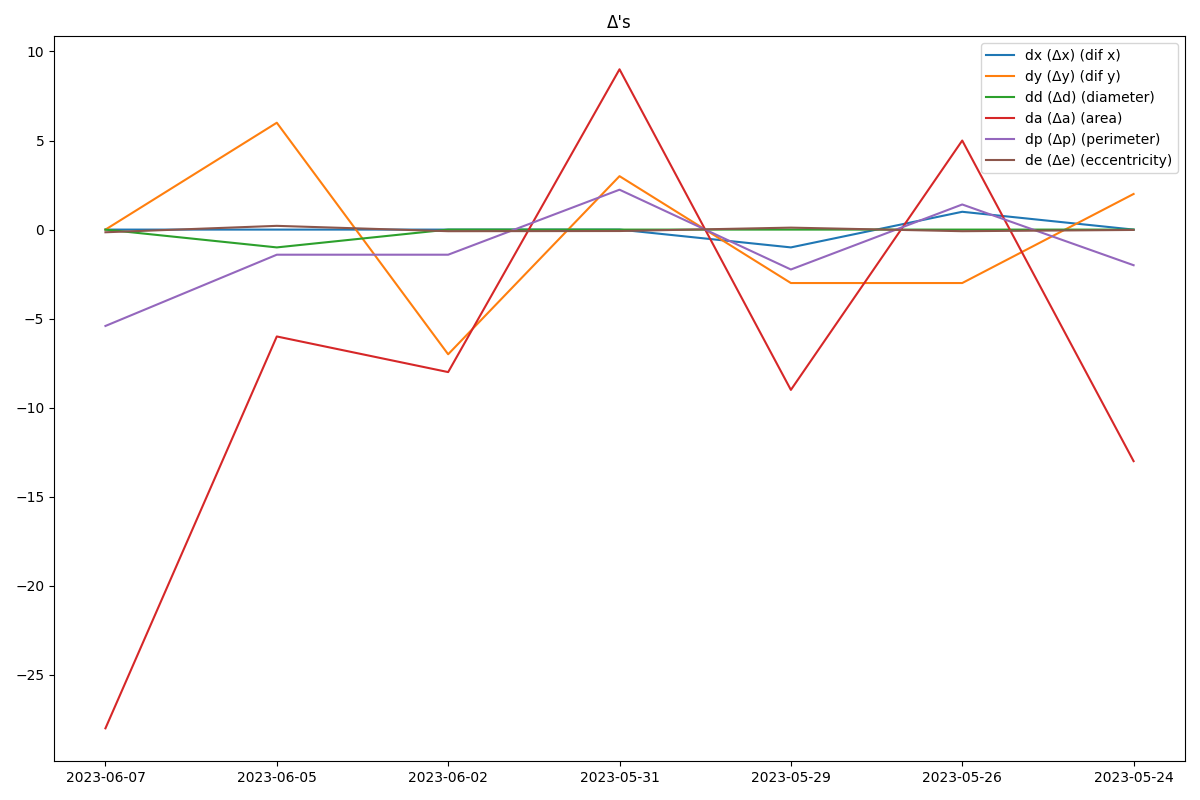 Δ's
dx (Δx) (dif x)
dy (Δy) (dif y)
dd (Δd) (diameter)
da (Δa) (area)
dp (Δp) (perimeter)
de (Δe) (eccentricity)
10
5
0
−5
−10
−15
−20
−25
2023-06-07 2023-06-05 2023-06-02 2023-05-31 2023-05-29 2023-05-26 2023-05-24